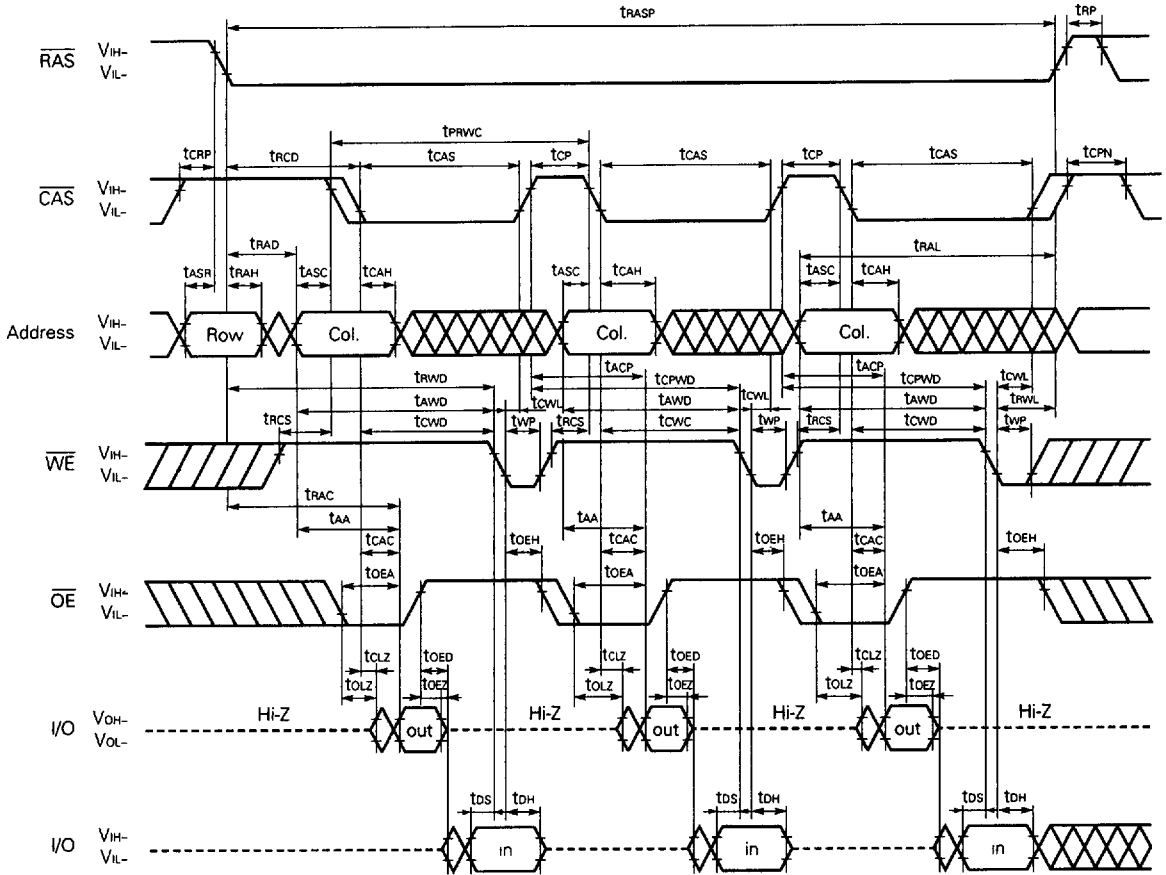 tRASP tRP
RAS VIH–
VIL–
tPRWC
tCRP tRCD tCAS tCP tCAS tCP tCAS tCPN
CAS VIH–
VIL–
tRAD tRAL
tASR tRAH tASC tCAH tASC tCAH tASC tCAH
Address VIH–
VIL–
Row Col. Col. Col.
tACP tACP
tRWD tCPWD tCPWD tCWL
tAWD tCWL tAWD tCWL tAWD tRWL
tRCS tCWD tWP tRCS tCWC tWP tRCS tCWD tWP
WE VIH–
VIL–
tRAC
tAA tAA tAA
tCAC tOEH tCAC tOEH tCAC tOEH
tOEA tOEA tOEA
OE VIH–
VIL–
tCLZ tOED tCLZ tOED tCLZ tOED
tOLZ tOEZ tOLZ tOEZ tOLZ tOEZ
I/O VOH–
VOL–
Hi-Z out Hi-Z out Hi-Z out Hi-Z
tDS tDH tDS tDH tDS tDH
I/O VIH–
VIL–
in in in